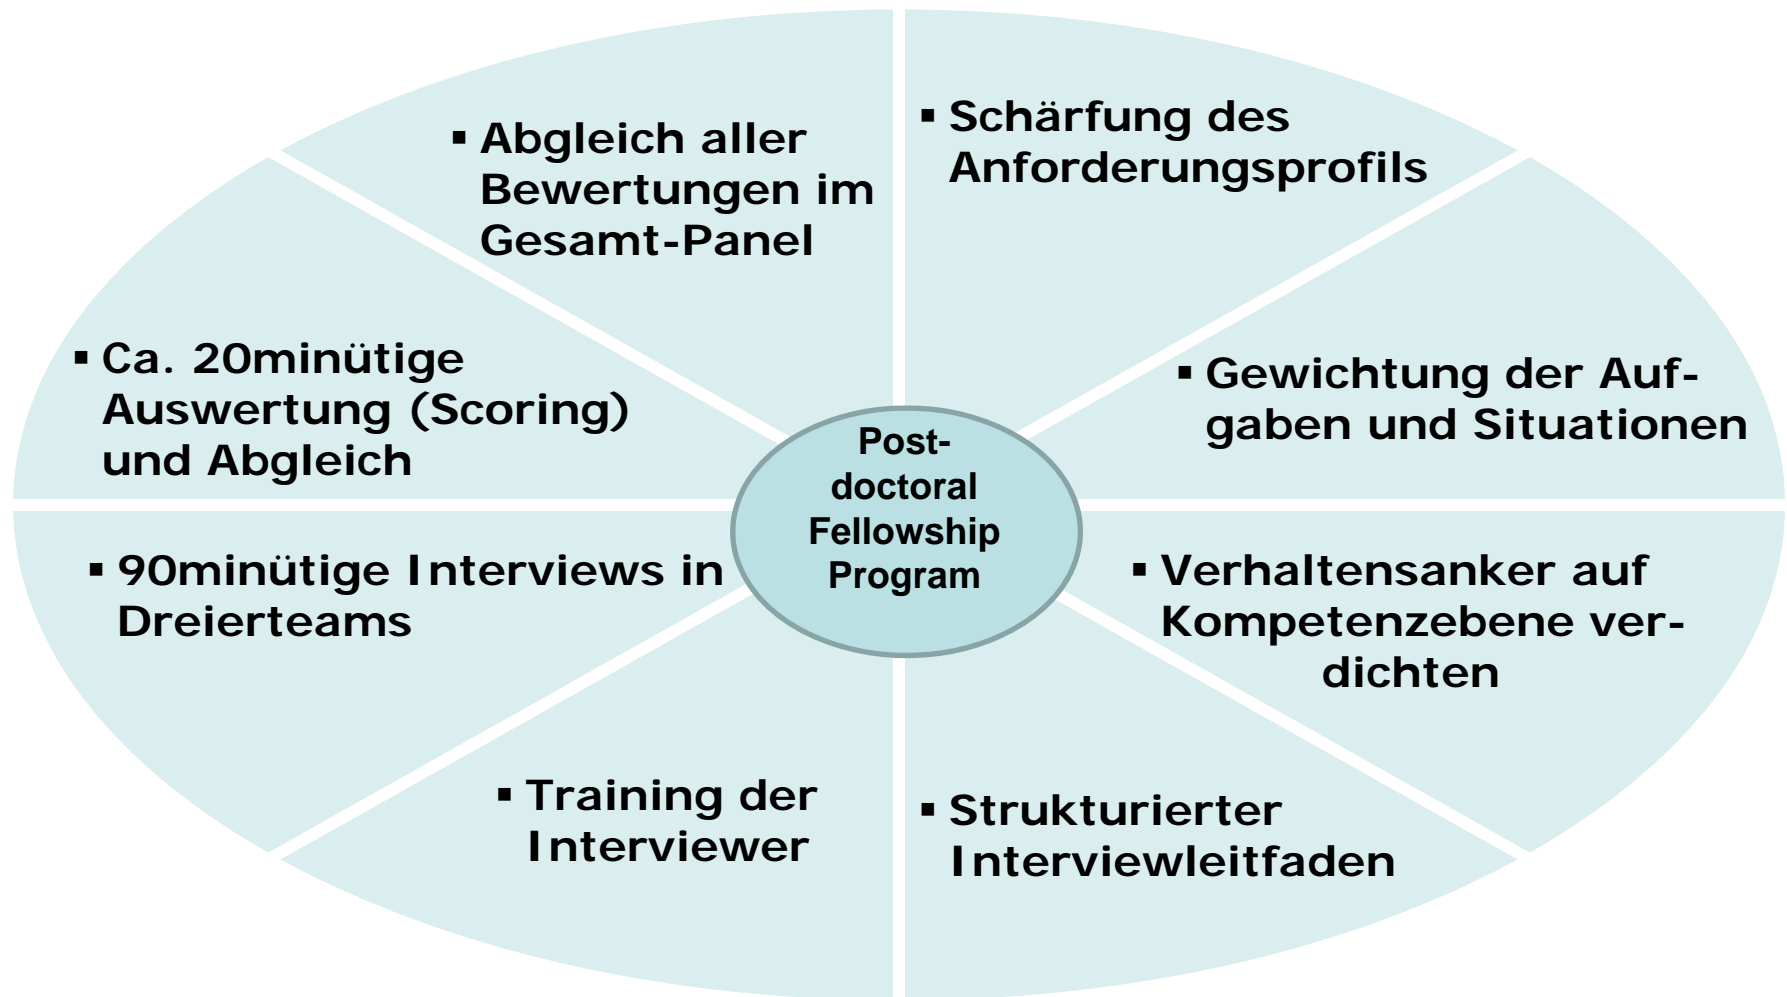 ▪ Abgleich aller
Bewertungen im
Gesamt-Panel
▪ Schärfung des
Anforderungsprofils
▪ Gewichtung der Auf-
gaben und Situationen
▪ Verhaltensanker auf
Kompetenzebene ver-
dichten
▪ Strukturierter
Interviewleitfaden
▪ Training der
Interviewer
▪ 90minütige Interviews in
Dreierteams
▪ Ca. 20minütige
Auswertung (Scoring)
und Abgleich
Post-
doctoral
Fellowship
Program